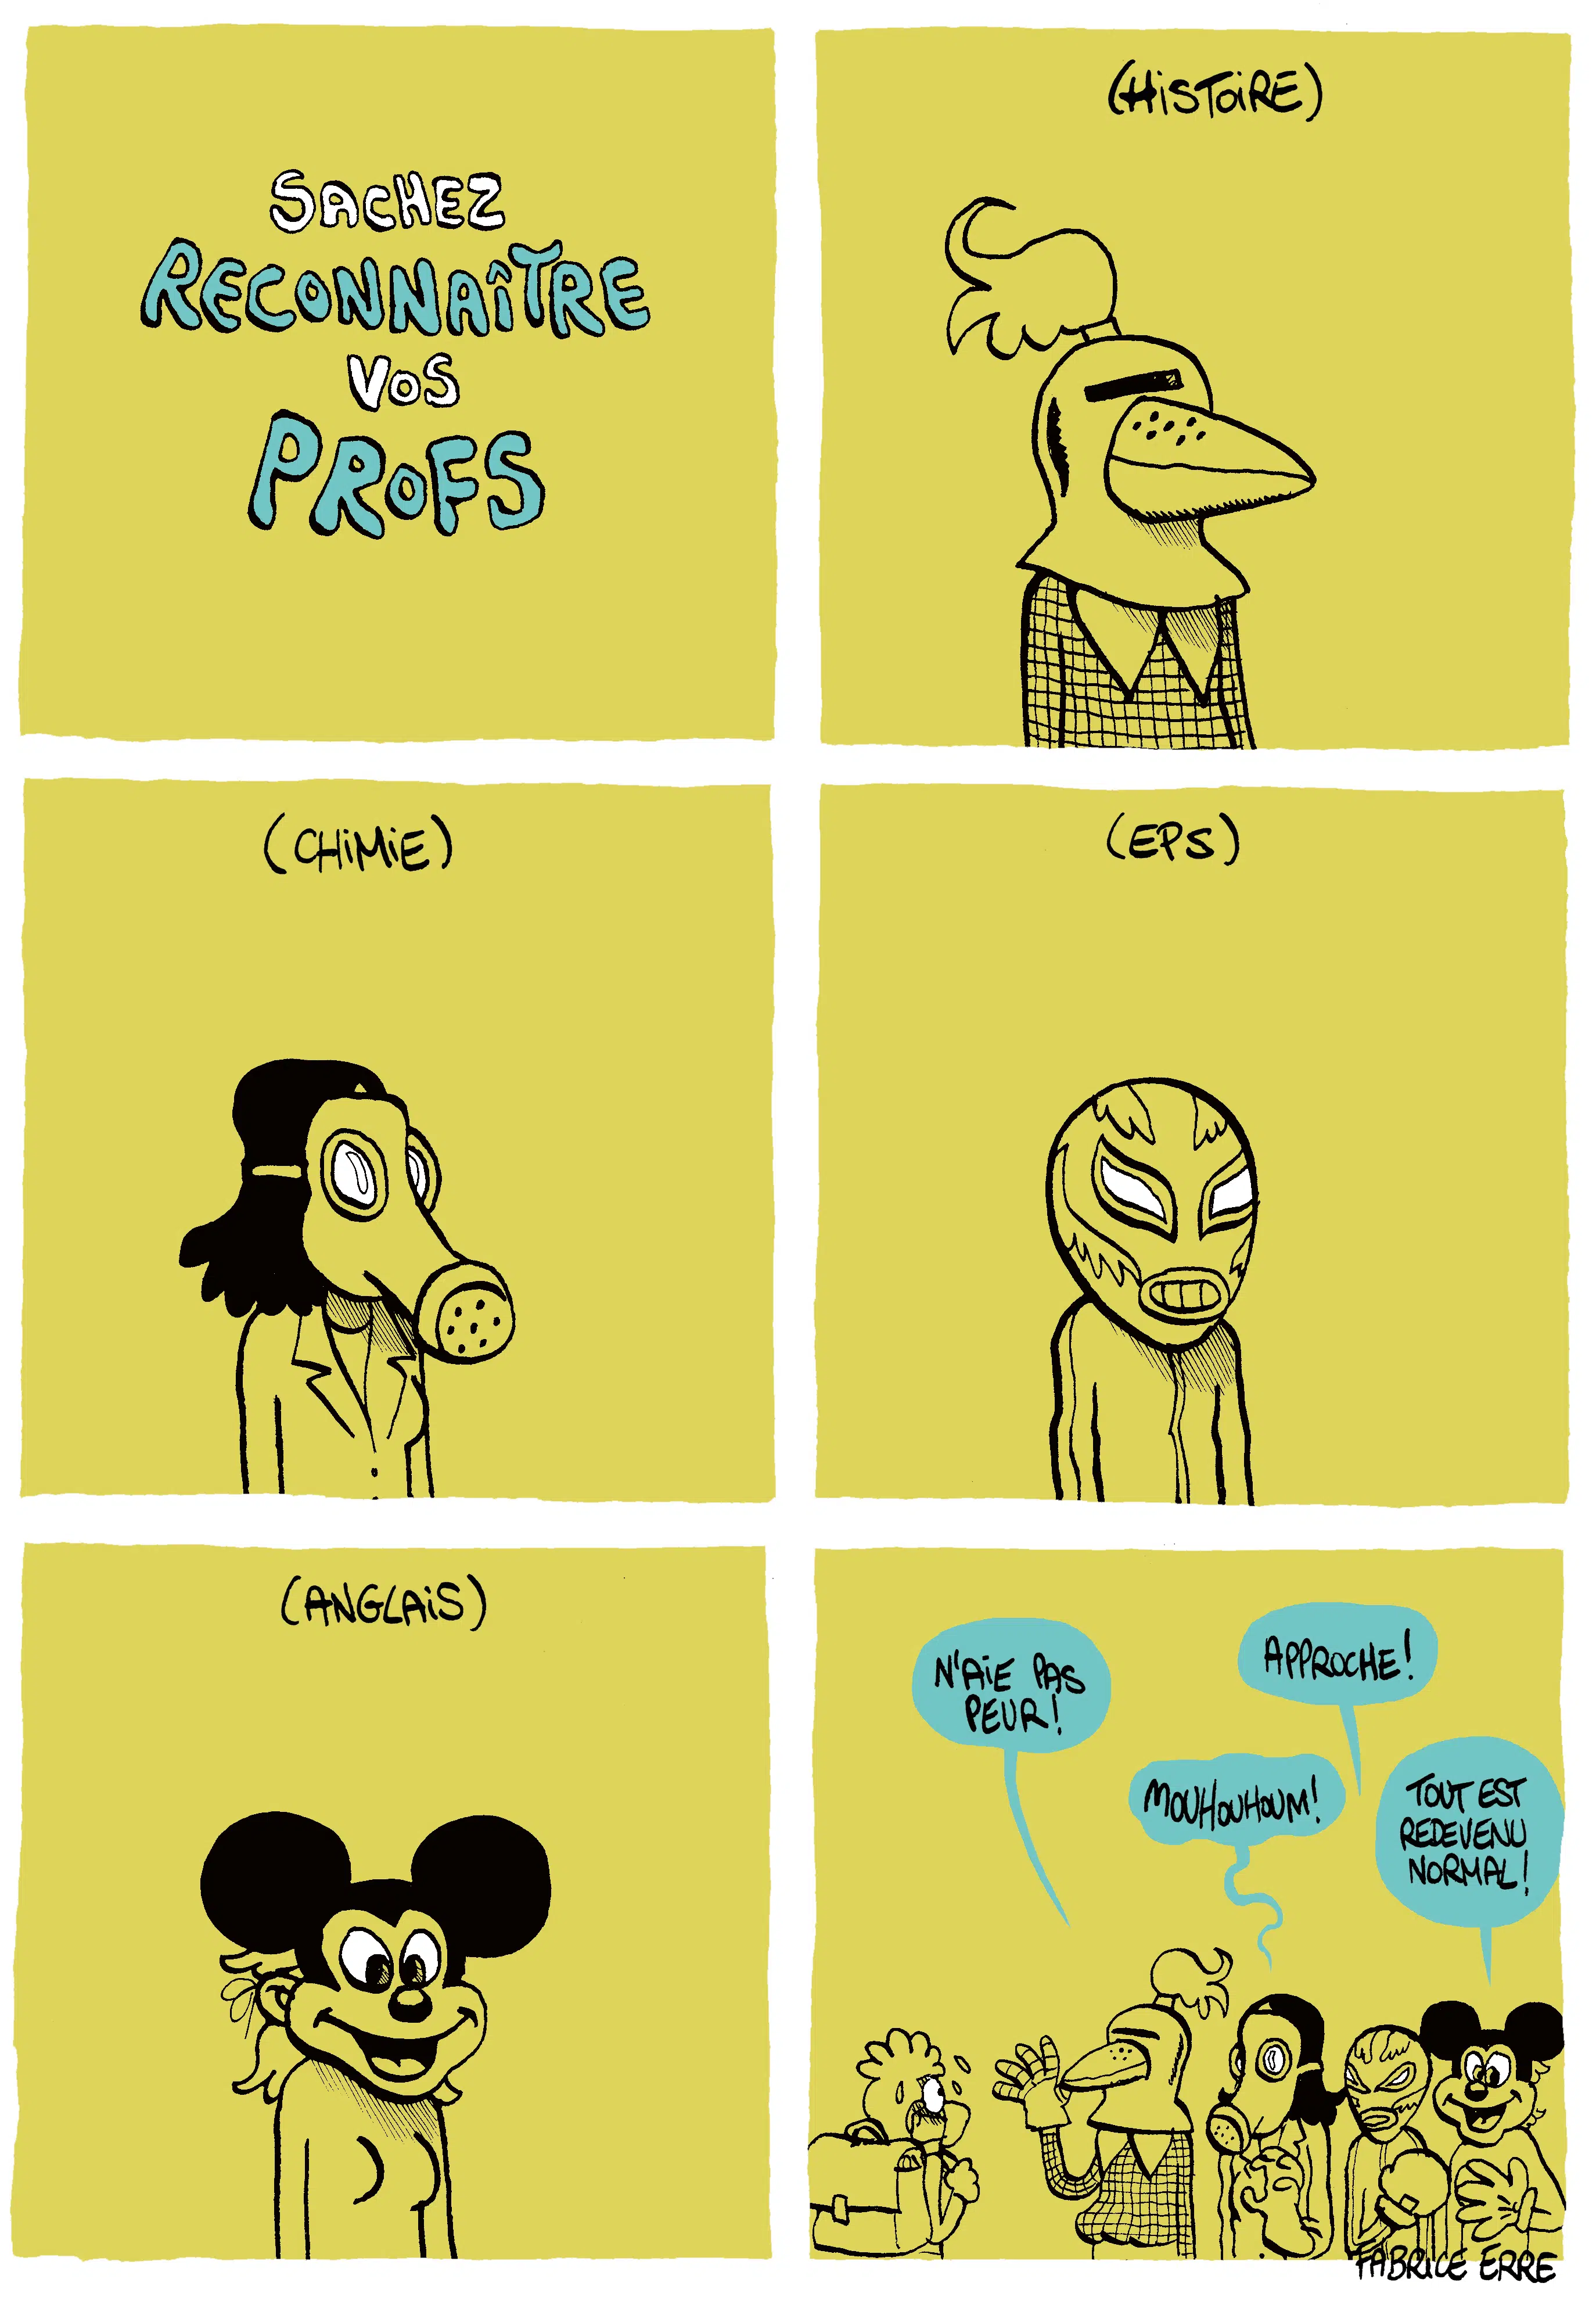 SACHEZ
RECONNAÎTRE
VOS
PROFS
(HiSTOiRE)
(CHiMiE)
(EPS)
(ANGLAiS)
N'AiE PAS
PEUR!
APPROCHE!
MOUHOUHOUM!
TOUT EST
REDEVENU
NORMAL!
FABRICE ERRE